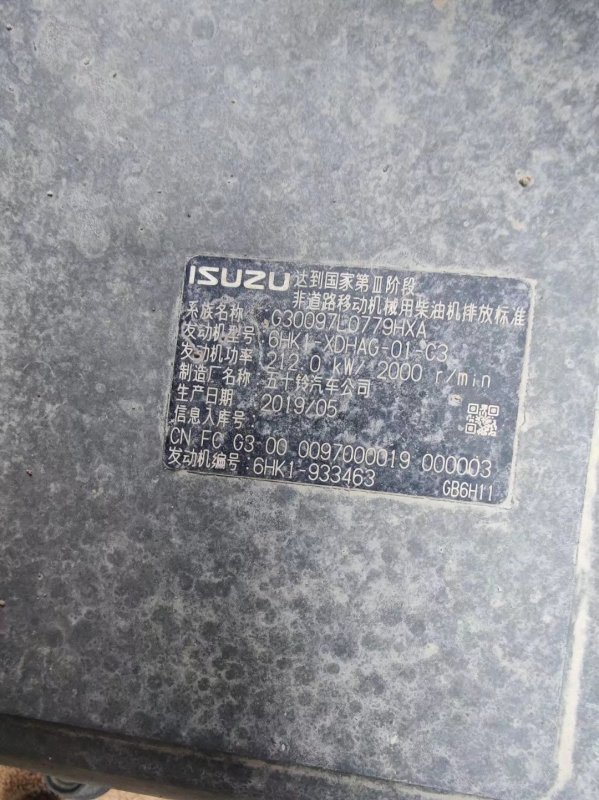 ISUZU 达到国家第Ⅲ阶段
非道路移动机械用柴油机排放标准
系族名称: G30097L0779HXA
发动机型号: 6HK1-XDHAG-01-C3
发动机功率: 212.0 kW/ 2000 r/min
制造厂名称: 五十铃汽车公司
生产日期: 2019/05
信息入库号:
CN FC G3 00 0097000019 000003
发动机编号: 6HK1-933463
GB6H11